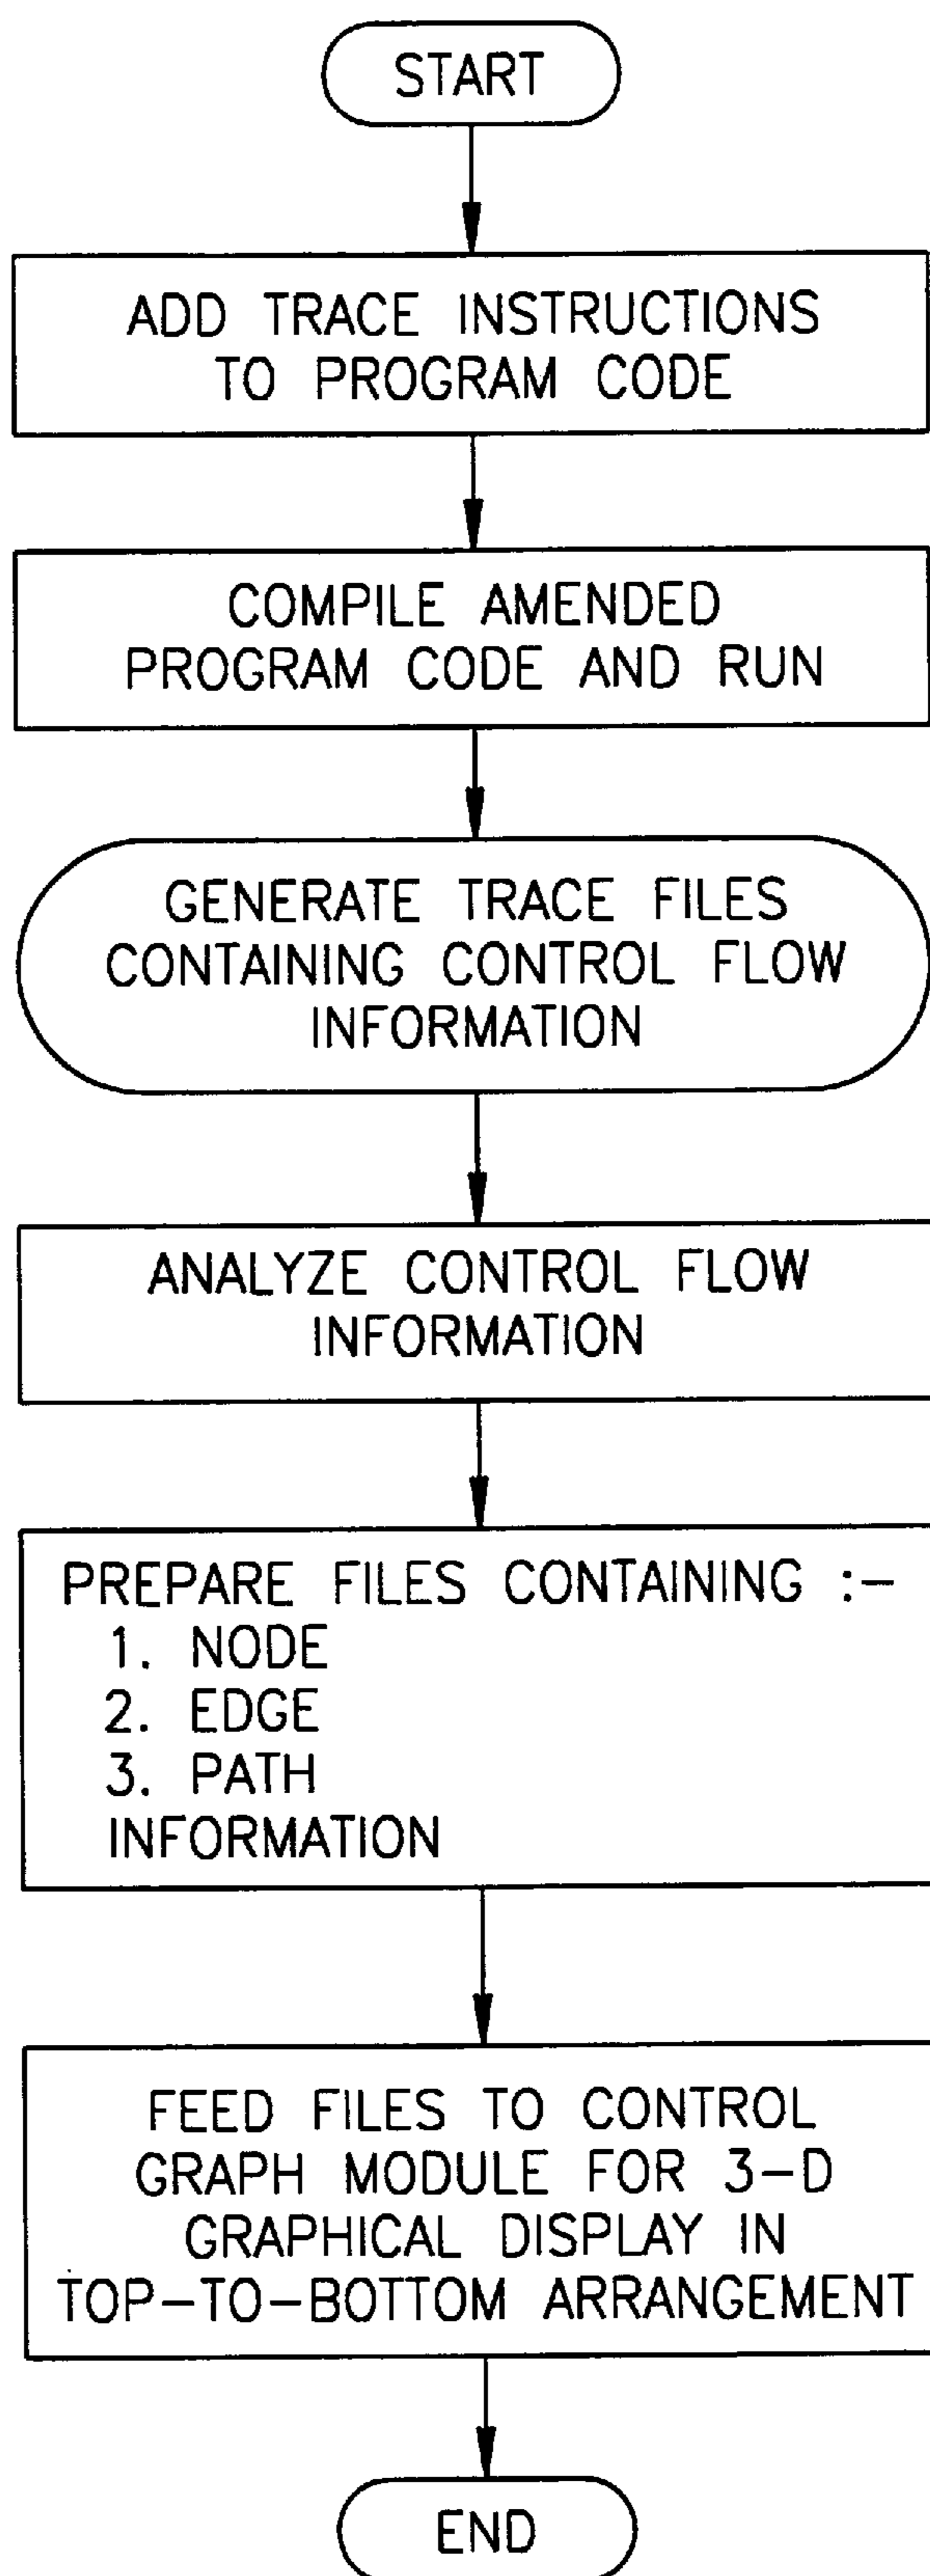 START
ADD TRACE INSTRUCTIONS
TO PROGRAM CODE
COMPILE AMENDED
PROGRAM CODE AND RUN
GENERATE TRACE FILES
CONTAINING CONTROL FLOW
INFORMATION
ANALYZE CONTROL FLOW
INFORMATION
PREPARE FILES CONTAINING :-
1. NODE
2. EDGE
3. PATH
INFORMATION
FEED FILES TO CONTROL
GRAPH MODULE FOR 3-D
GRAPHICAL DISPLAY IN
TOP-TO-BOTTOM ARRANGEMENT
END